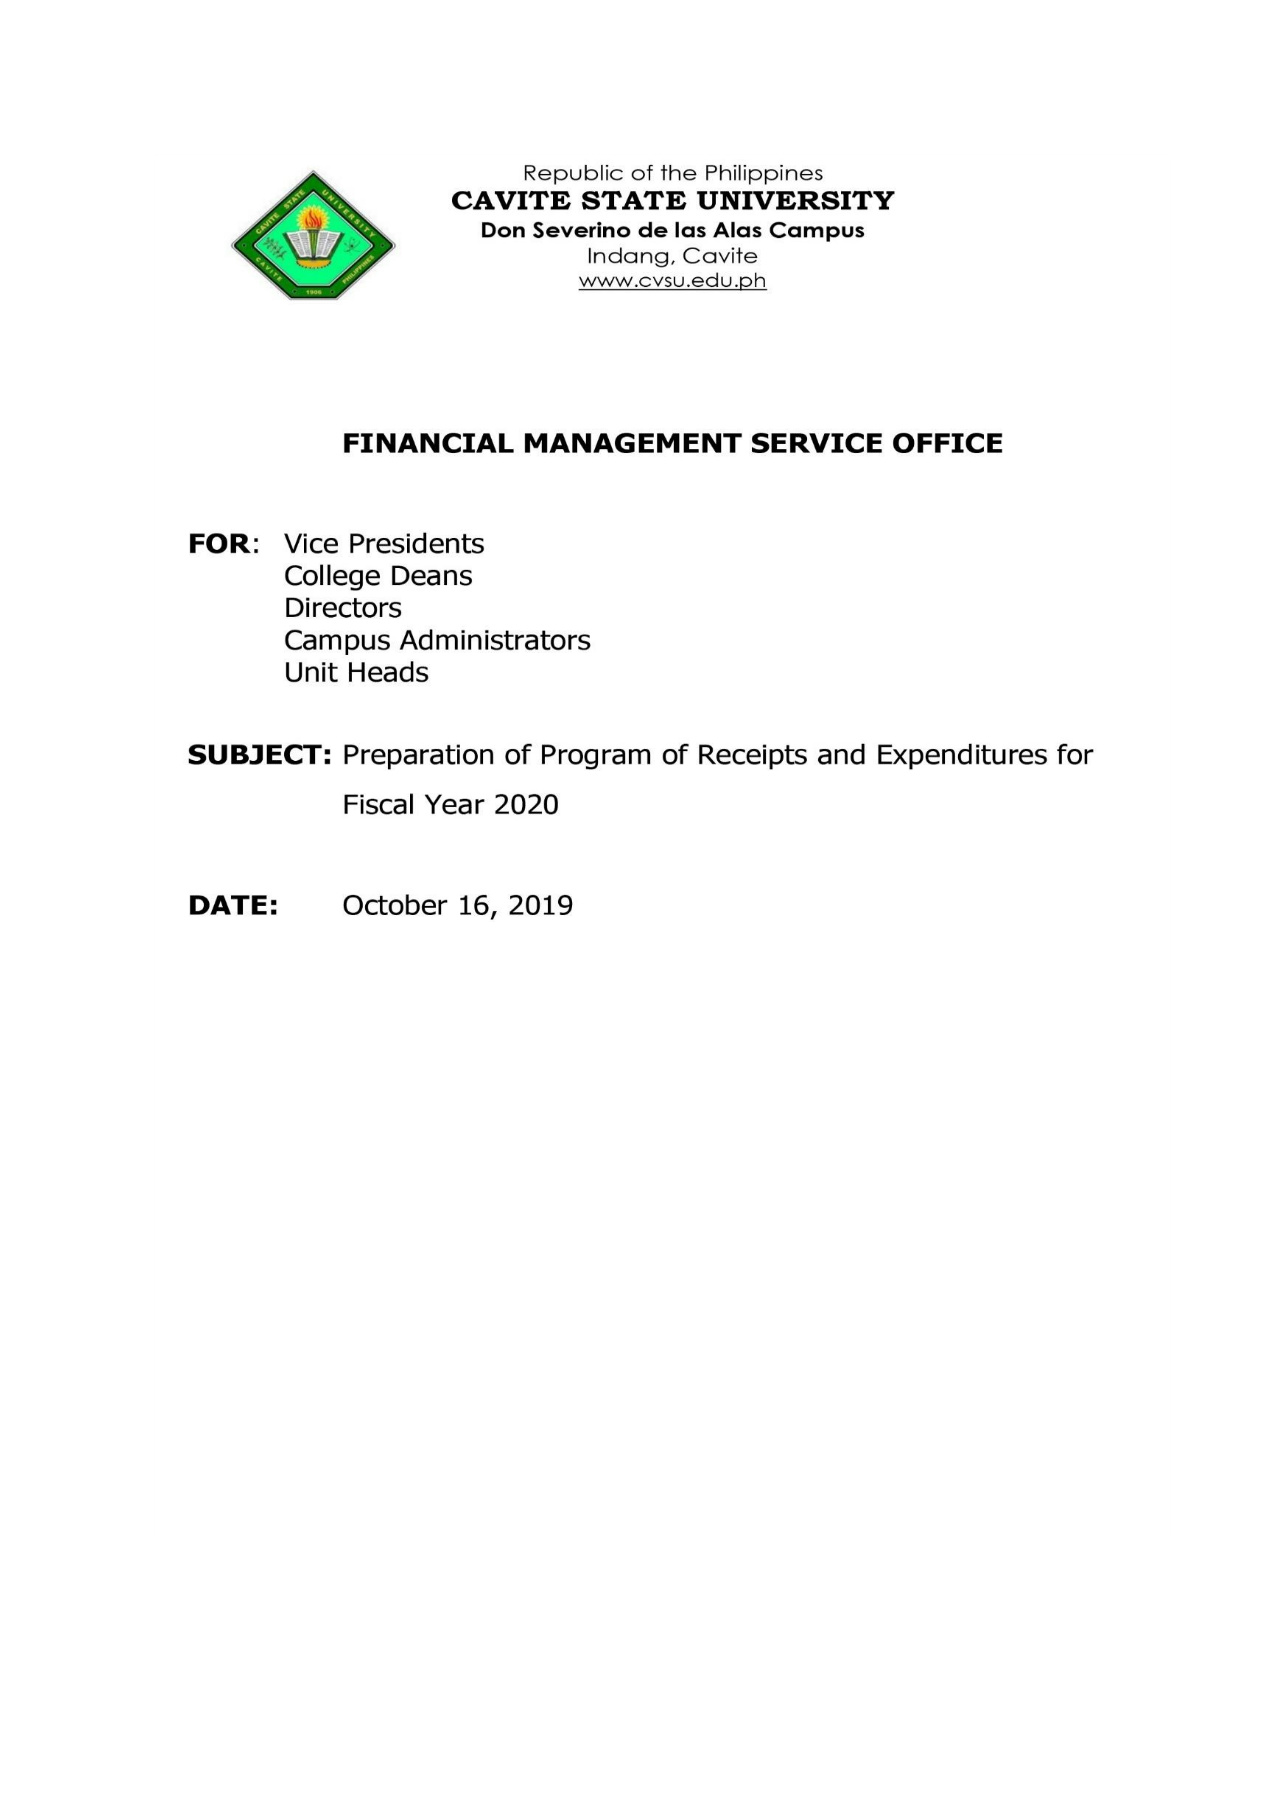 Republic of the Philippines
CAVITE STATE UNIVERSITY
Don Severino de las Alas Campus
Indang, Cavite
www.cvsu.edu.ph
CAVITE STATE UNIVERSITY
CAVITE 1906 PHILIPPINES
FINANCIAL MANAGEMENT SERVICE OFFICE
FOR: Vice Presidents
College Deans
Directors
Campus Administrators
Unit Heads
SUBJECT: Preparation of Program of Receipts and Expenditures for
Fiscal Year 2020
DATE: October 16, 2019